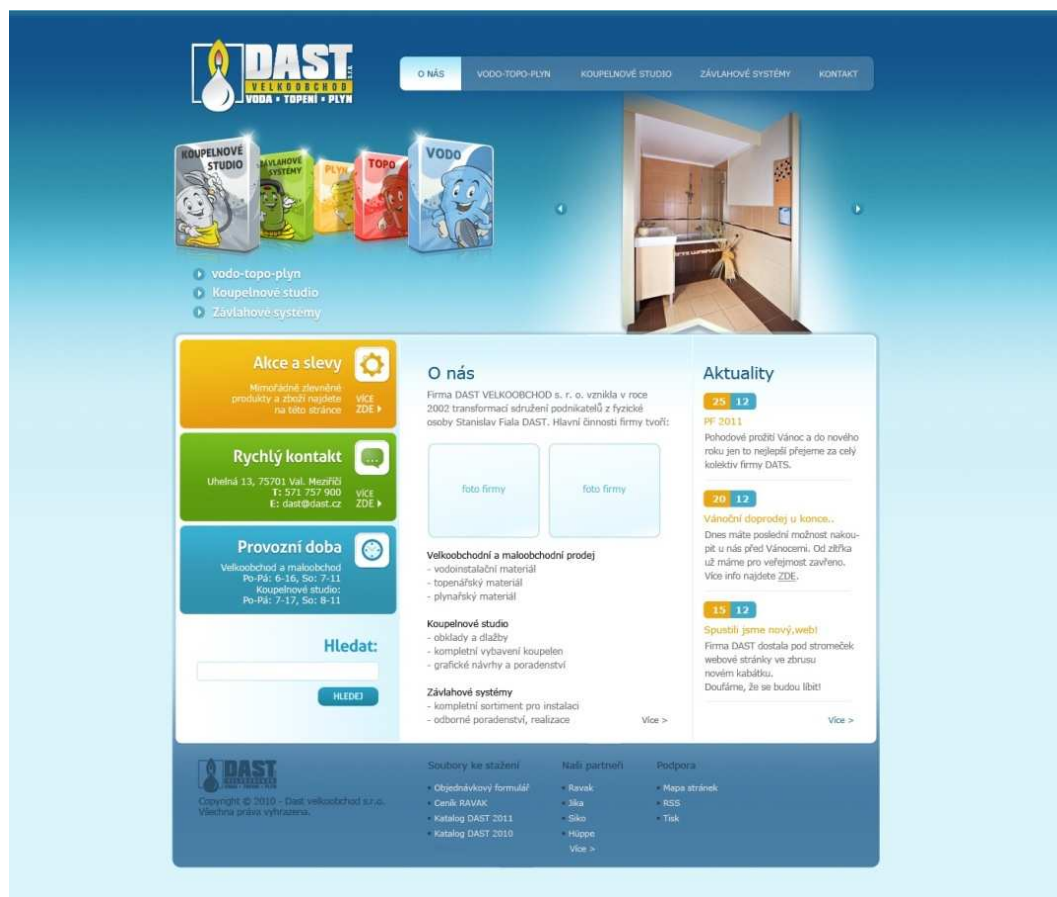 DAST s.r.o.
VELKOOBCHOD
VODA • TOPENÍ • PLYN
O NÁS
VODO-TOPO-PLYN
KOUPELNOVÉ STUDIO
ZÁVLAHOVÉ SYSTÉMY
KONTAKT
KOUPELNOVÉ
STUDIO
ZÁVLAHOVÉ
SYSTÉMY
PLYN
TOPO
VODO
vodo-topo-plyn
Koupelnové studio
Závlahové systémy
Akce a slevy
Mimořádně zlevněné
produkty a zboží najdete
na této stránce
VÍCE
ZDE
Rychlý kontakt
Uhelná 13, 75701 Val. Meziříčí
T: 571 757 900
E: dast@dast.cz
VÍCE
ZDE
Provozní doba
Velkoobchod a maloobchod
Po-Pá: 6-16, So: 7-11
Koupelnové studio:
Po-Pá: 7-17, So: 8-11
Hledat:
HLEDEJ
O nás
Firma DAST VELKOOBCHOD s. r. o. vznikla v roce
2002 transformací sdružení podnikatelů z fyzické
osoby Stanislav Fiala DAST. Hlavní činnosti firmy tvoří:
foto firmy
foto firmy
Velkoobchodní a maloobchodní prodej
- vodoinstalační materiál
- topenářský materiál
- plynařský materiál
Koupelnové studio
- obklady a dlažby
- kompletní vybavení koupelen
- grafické návrhy a poradenství
Závlahové systémy
- kompletní sortiment pro instalaci
- odborné poradenství, realizace
Více >
Aktuality
25 12
PF 2011
Pohodové prožití Vánoc a do nového
roku jen to nejlepší přejeme za celý
kolektiv firmy DATS.
20 12
Vánoční doprodej u konce..
Dnes máte poslední možnost nakou-
pit u nás před Vánocemi. Od zítřka
už máme pro veřejmost zavřeno.
Více info najdete ZDE.
15 12
Spustili jsme nový,web!
Firma DAST dostala pod stromeček
webové stránky ve zbrusu
novém kabátku.
Doufáme, že se budou líbit!
Více >
DAST
VELKOOBCHOD
VODA • TOPENÍ • PLYN
Copyright © 2010 - Dast velkoobchod s.r.o.
Všechna práva vyhrazena.
Soubory ke stažení
Objednávkový formulář
Ceník RAVAK
Katalog DAST 2011
Katalog DAST 2010
Naši partneři
Ravak
Jika
Siko
Hüppe
Více >
Podpora
Mapa stránek
RSS
Tisk